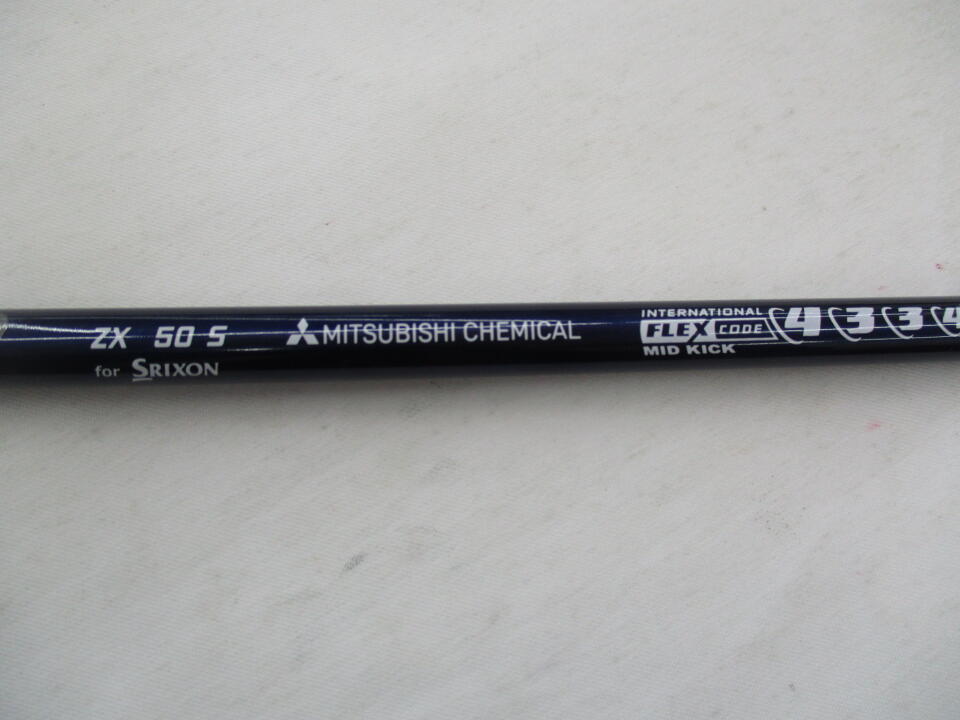 ZX 50 S
for SRIXON
MITSUBISHI CHEMICAL
INTERNATIONAL
FLEX CODE
MID KICK
4 3 3 4